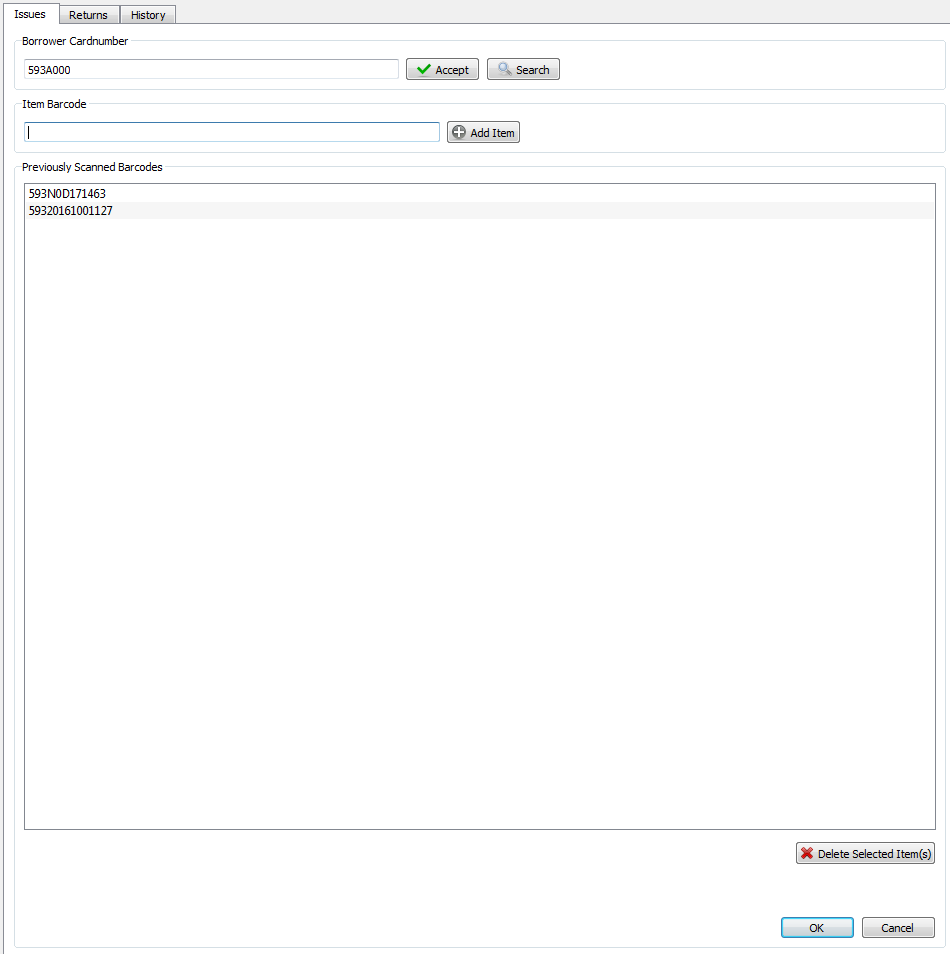 Issues Returns History
Borrower Cardnumber
593A000 Accept Search
Item Barcode
Add Item
Previously Scanned Barcodes
593N0D171463
59320161001127
Delete Selected Item(s)
OK Cancel